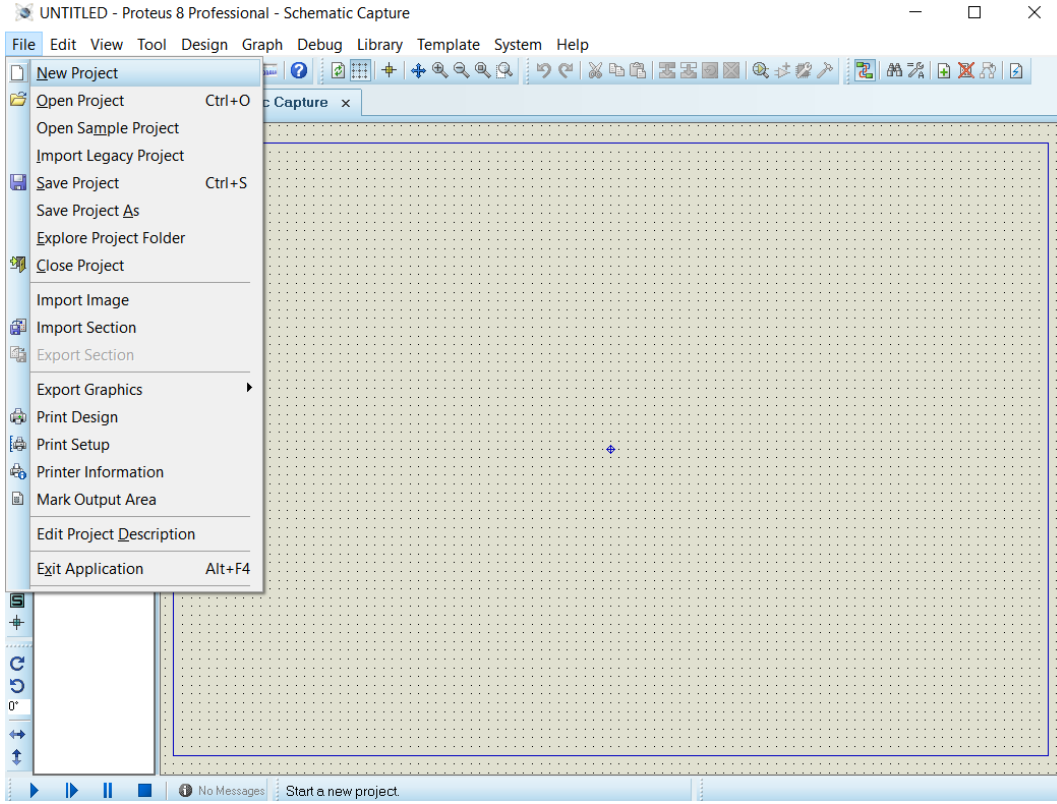 UNTITLED - Proteus 8 Professional - Schematic Capture
File Edit View Tool Design Graph Debug Library Template System Help
New Project
Open Project Ctrl+O
c Capture x
Open Sample Project
Import Legacy Project
Save Project Ctrl+S
Save Project As
Explore Project Folder
Close Project
Import Image
Import Section
Export Section
Export Graphics
Print Design
Print Setup
Printer Information
Mark Output Area
Edit Project Description
Exit Application Alt+F4
0°
No Messages Start a new project.